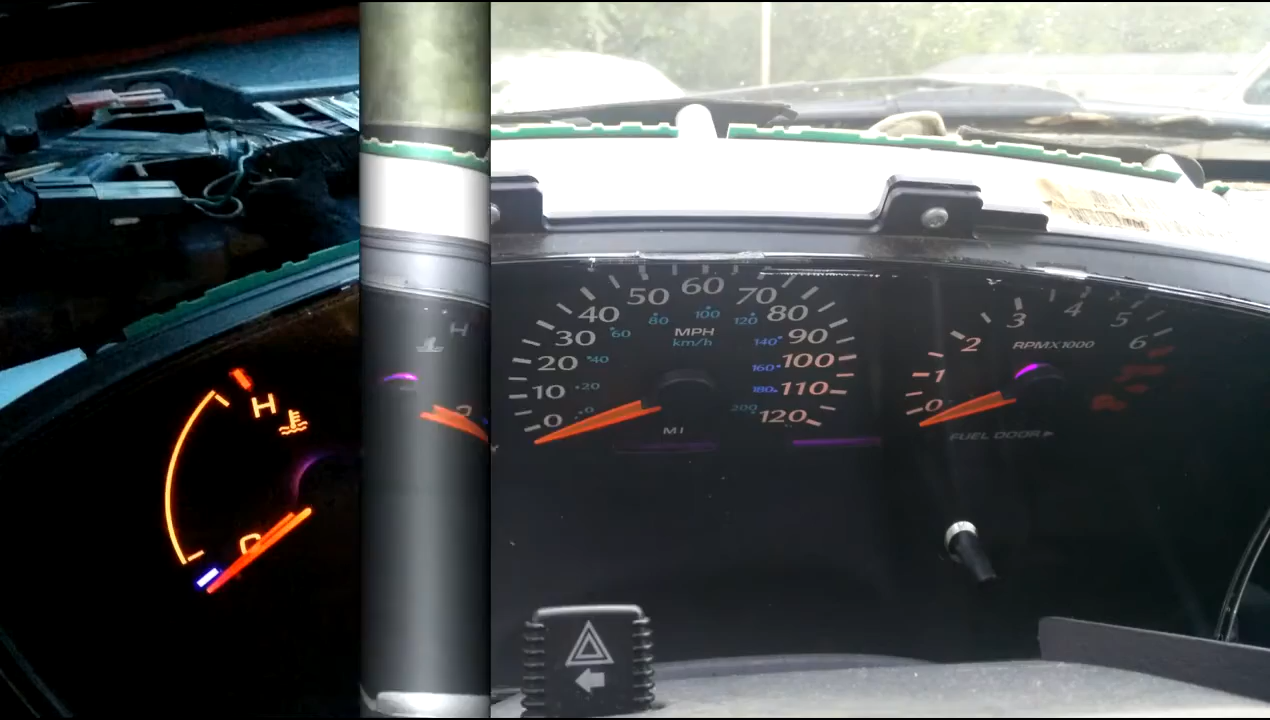 H
C
H
60
50 70
80 100 120
40 MPH 80
60 km/h 140
30 90
20 40 160 100
10 20 180 110
0 0 200 120
MI
3 4 5
2 RPMX1000 6
1
0
FUEL DOOR